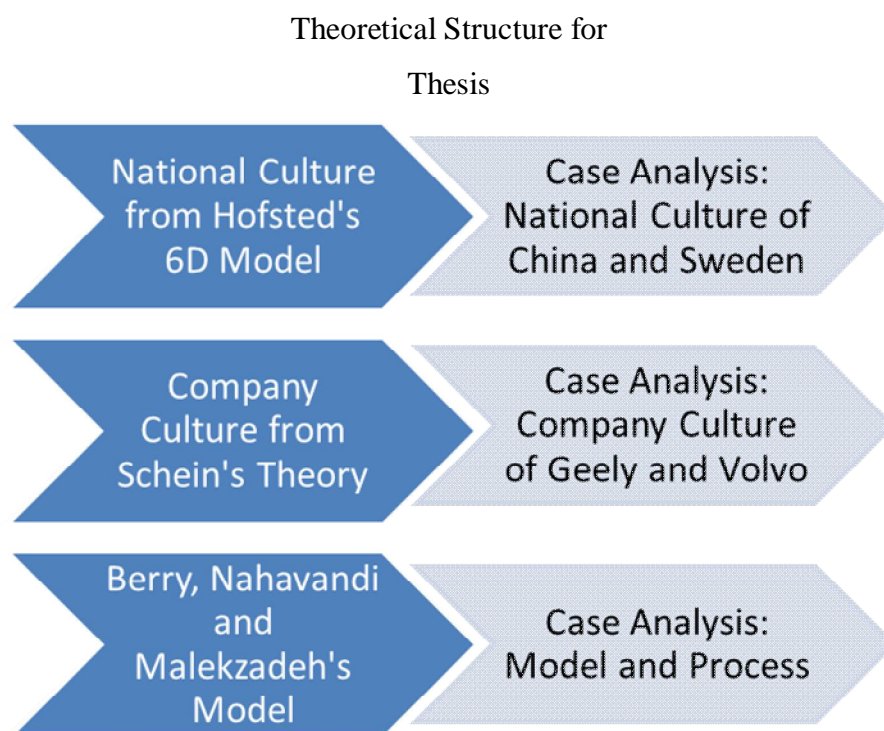 Theoretical Structure for
Thesis
National Culture
from Hofsted's
6D Model
Case Analysis:
National Culture of
China and Sweden
Company
Culture from
Schein's Theory
Case Analysis:
Company Culture
of Geely and Volvo
Berry, Nahavandi
and
Malekzadeh's
Model
Case Analysis:
Model and Process